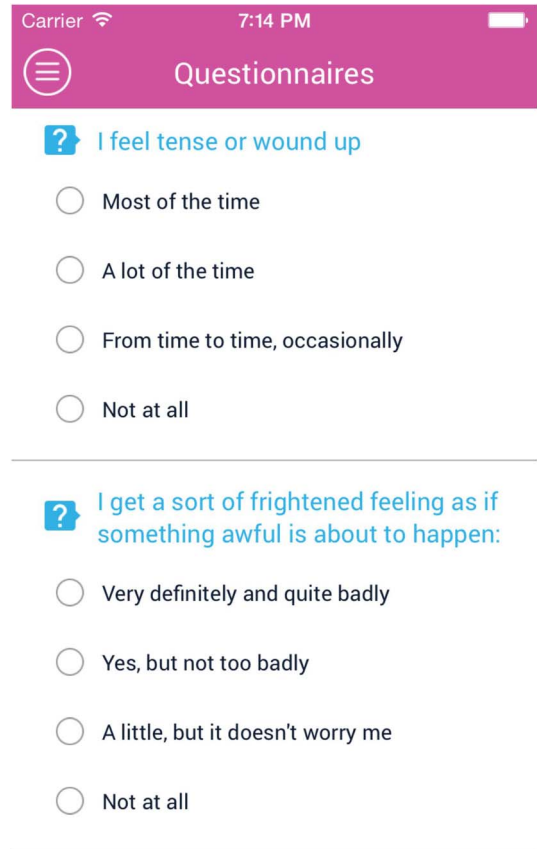 Carrier 7:14 PM
Questionnaires
? I feel tense or wound up
Most of the time
A lot of the time
From time to time, occasionally
Not at all
? I get a sort of frightened feeling as if
something awful is about to happen:
Very definitely and quite badly
Yes, but not too badly
A little, but it doesn't worry me
Not at all